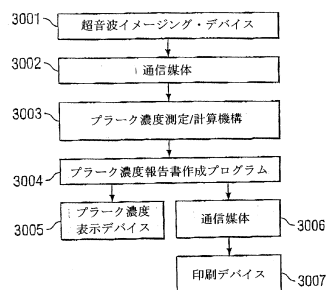 3001
超音波イメージング・デバイス
3002
通信媒体
3003
プラーク濃度測定/計算機構
3004
プラーク濃度報告書作成プログラム
3005
プラーク濃度
表示デバイス
通信媒体
3006
印刷デバイス
3007